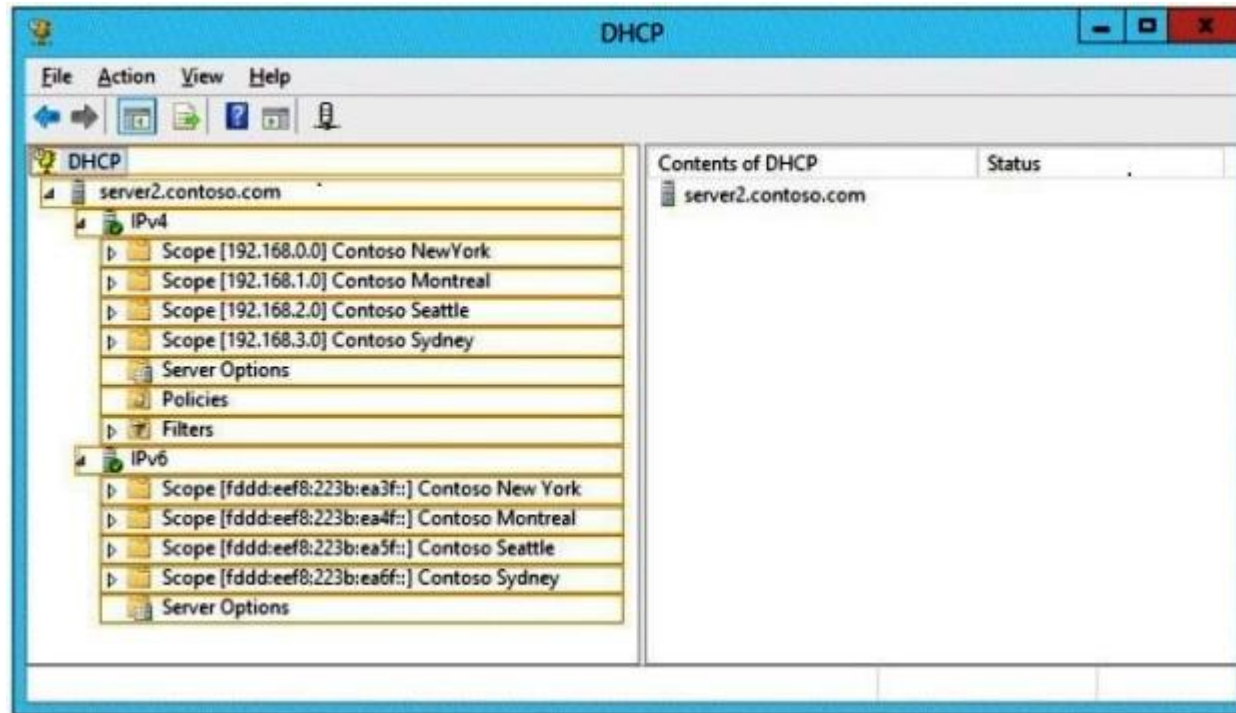 DHCP
File Action View Help
DHCP
server2.contoso.com
IPv4
Scope [192.168.0.0] Contoso NewYork
Scope [192.168.1.0] Contoso Montreal
Scope [192.168.2.0] Contoso Seattle
Scope [192.168.3.0] Contoso Sydney
Server Options
Policies
Filters
IPv6
Scope [fddd:eef8:223b:ea3f::] Contoso New York
Scope [fddd:eef8:223b:ea4f::] Contoso Montreal
Scope [fddd:eef8:223b:ea5f::] Contoso Seattle
Scope [fddd:eef8:223b:ea6f::] Contoso Sydney
Server Options
Contents of DHCP Status
server2.contoso.com